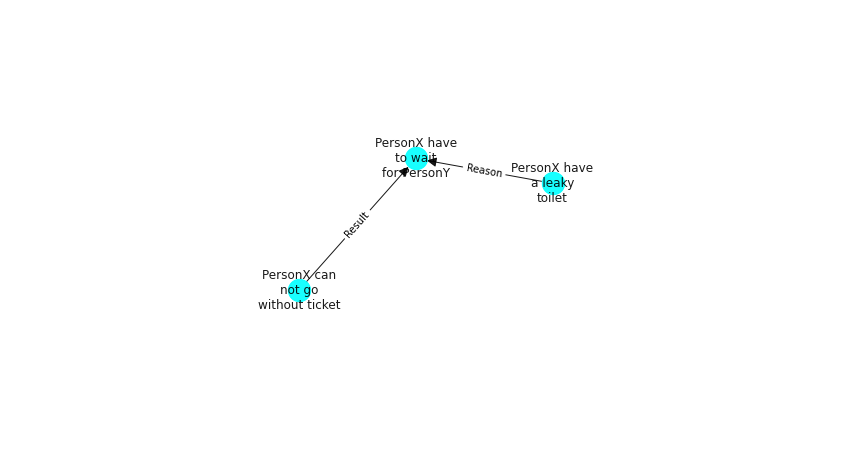 PersonX have
to wait
for PersonY
Reason
PersonX have
a leaky
toilet
Result
PersonX can
not go
without ticket